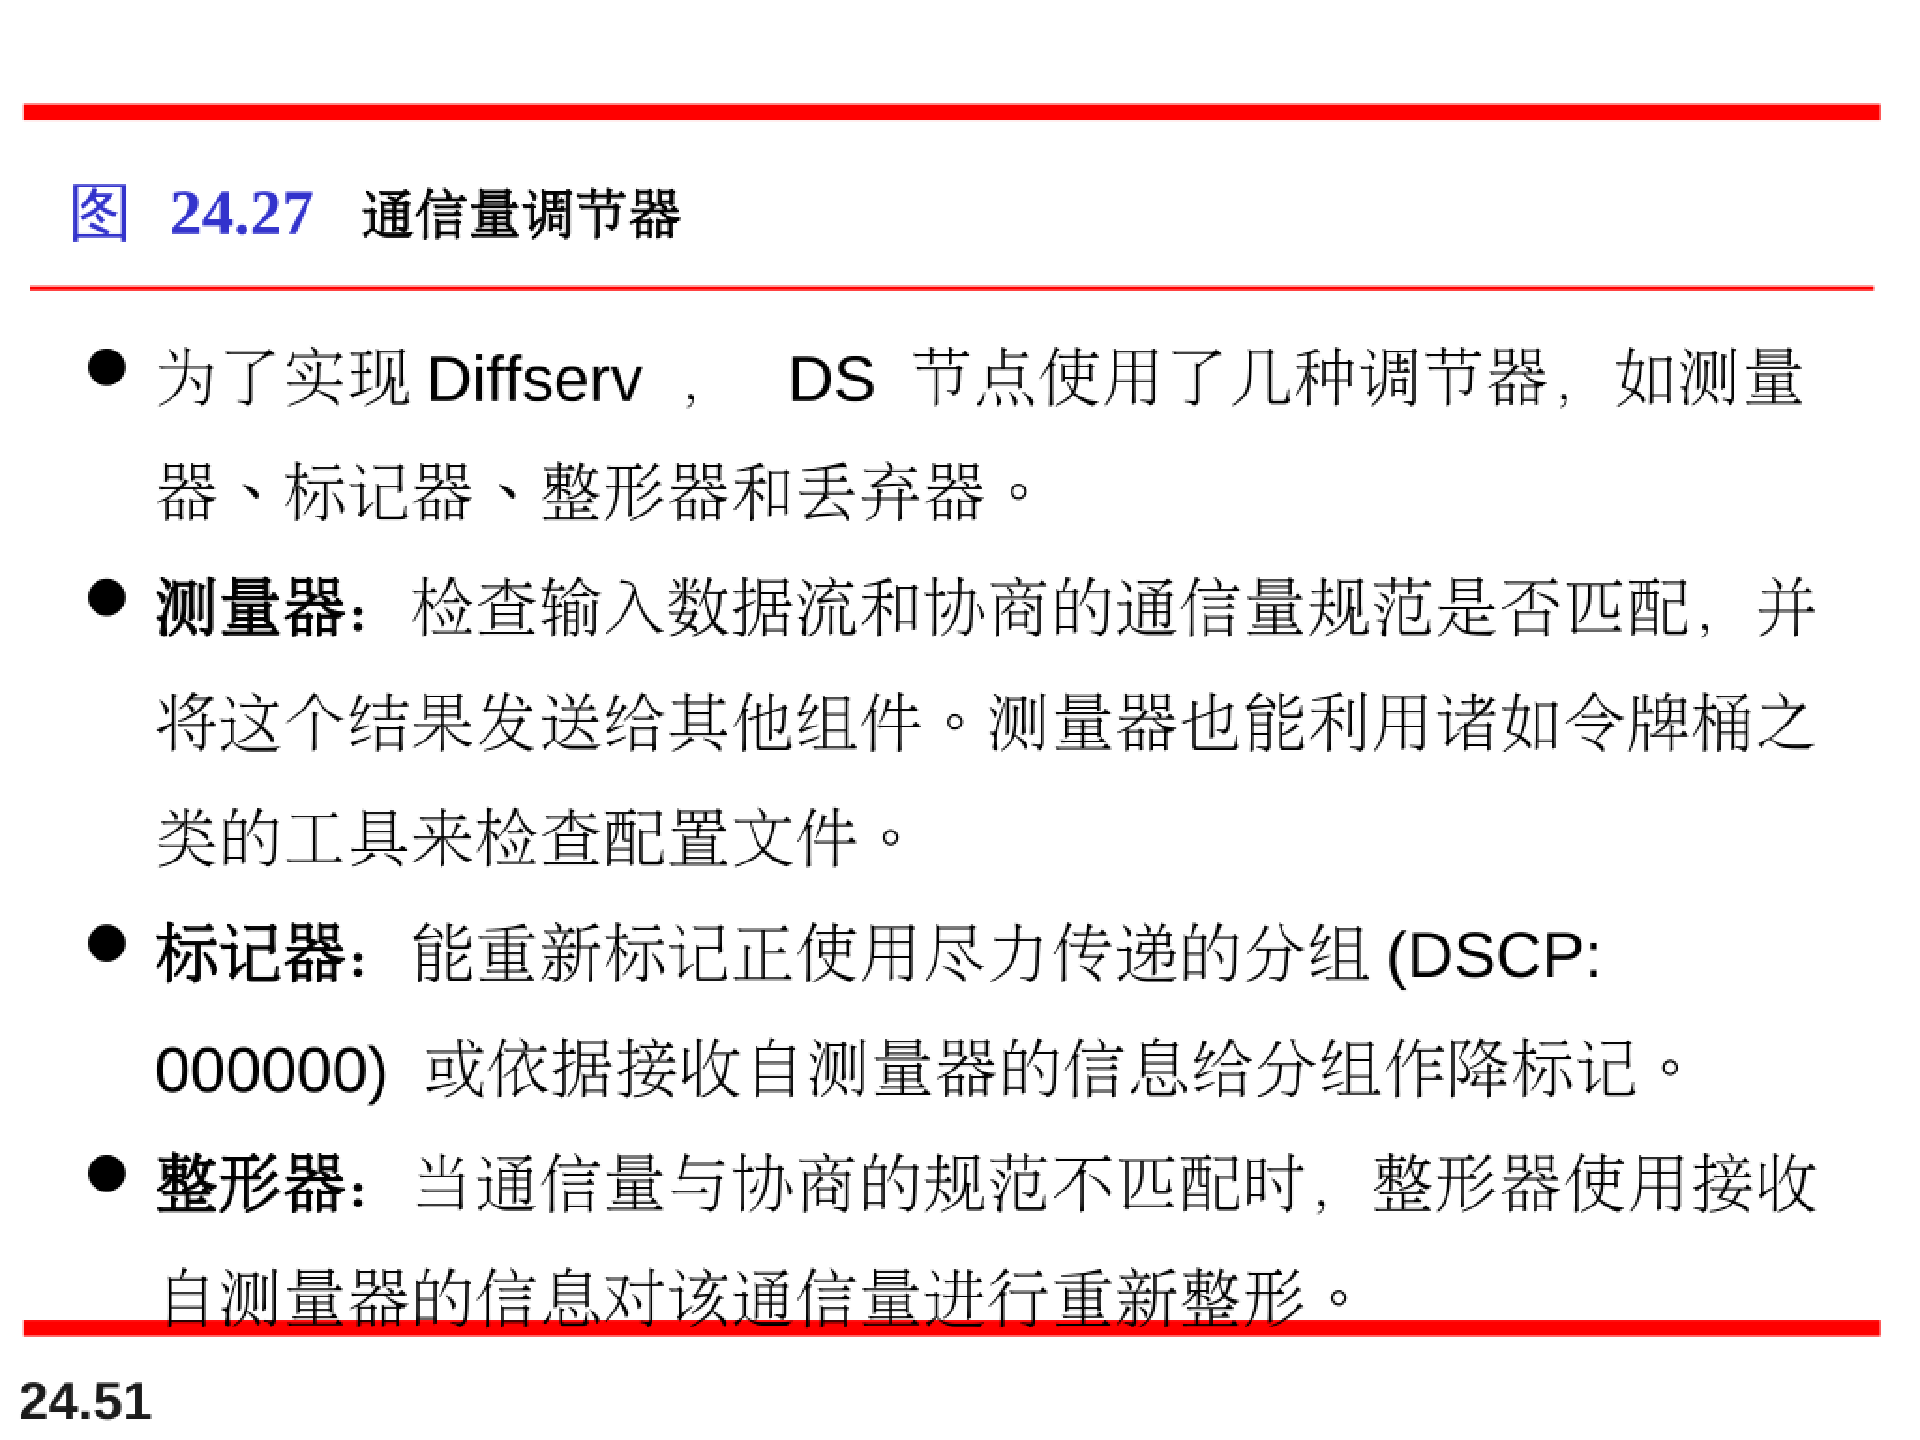 图 24.27 通信量调节器
● 为了实现 Diffserv ， DS 节点使用了几种调节器，如测量
器、标记器、整形器和丢弃器。
● 测量器：检查输入数据流和协商的通信量规范是否匹配，并
将这个结果发送给其他组件。测量器也能利用诸如令牌桶之
类的工具来检查配置文件。
● 标记器：能重新标记正使用尽力传递的分组 (DSCP:
000000) 或依据接收自测量器的信息给分组作降标记。
● 整形器：当通信量与协商的规范不匹配时，整形器使用接收
自测量器的信息对该通信量进行重新整形。
24.51